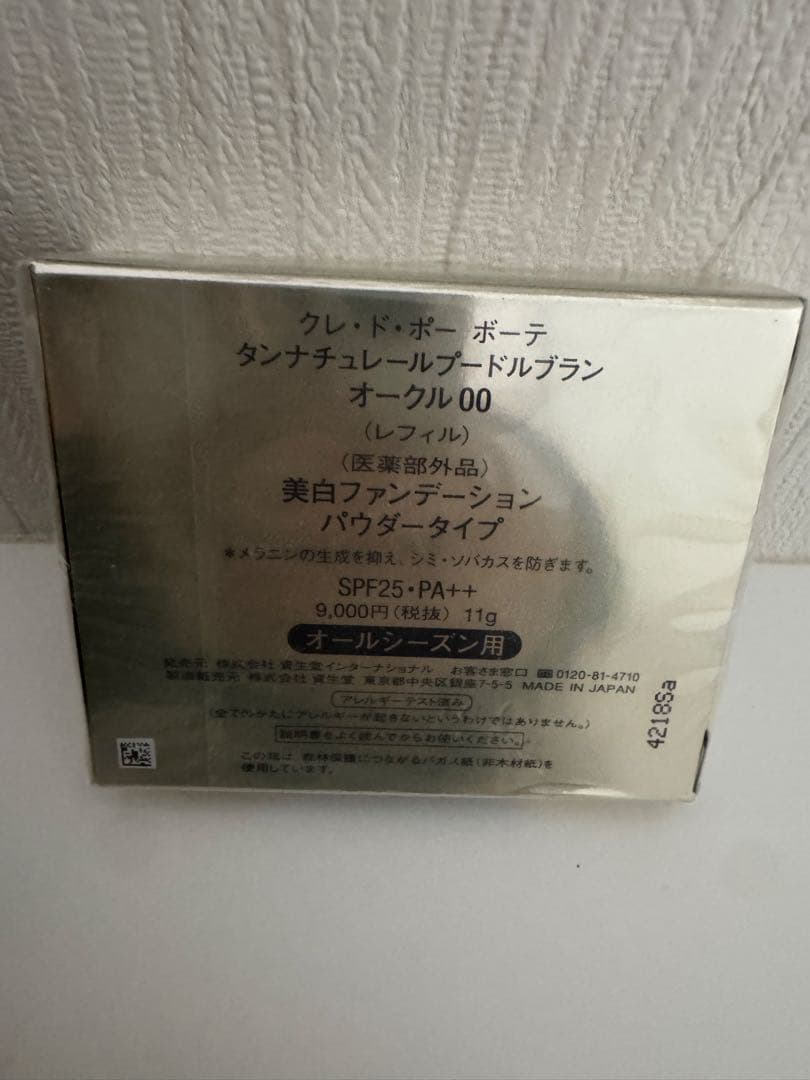 クレ・ド・ポー ボーテ
タンナチュレールプードルブラン
オークル 00
(レフィル)
(医薬部外品)
美白ファンデーション
パウダータイプ
*メラニンの生成を抑え、シミ・ソバカスを防ぎます。
SPF25・PA++
9,000円(税抜) 11g
オールシーズン用
発売元 株式会社 資生堂インターナショナル お客さま窓口 0120-81-4710
製造販売元 株式会社 資生堂 東京都中央区銀座7-5-5 MADE IN JAPAN
アレルギーテスト済み
(全てのかたにアレルギーが起きないというわけではありません。)
説明書をよく読んでからお使いください。
この箱は、森林保護につながるバガス紙(非木材紙)を
使用しています。
4218Sa